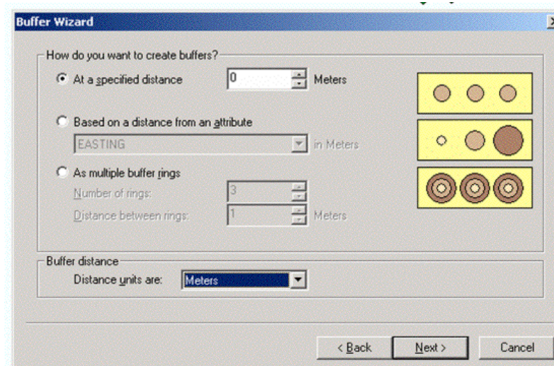 Buffer Wizard
How do you want to create buffers?
At a specified distance 0 Meters
Based on a distance from an attribute
EASTING in Meters
As multiple buffer rings
Number of rings: 3
Distance between rings: 1 Meters
Buffer distance
Distance units are: Meters
< Back Next > Cancel